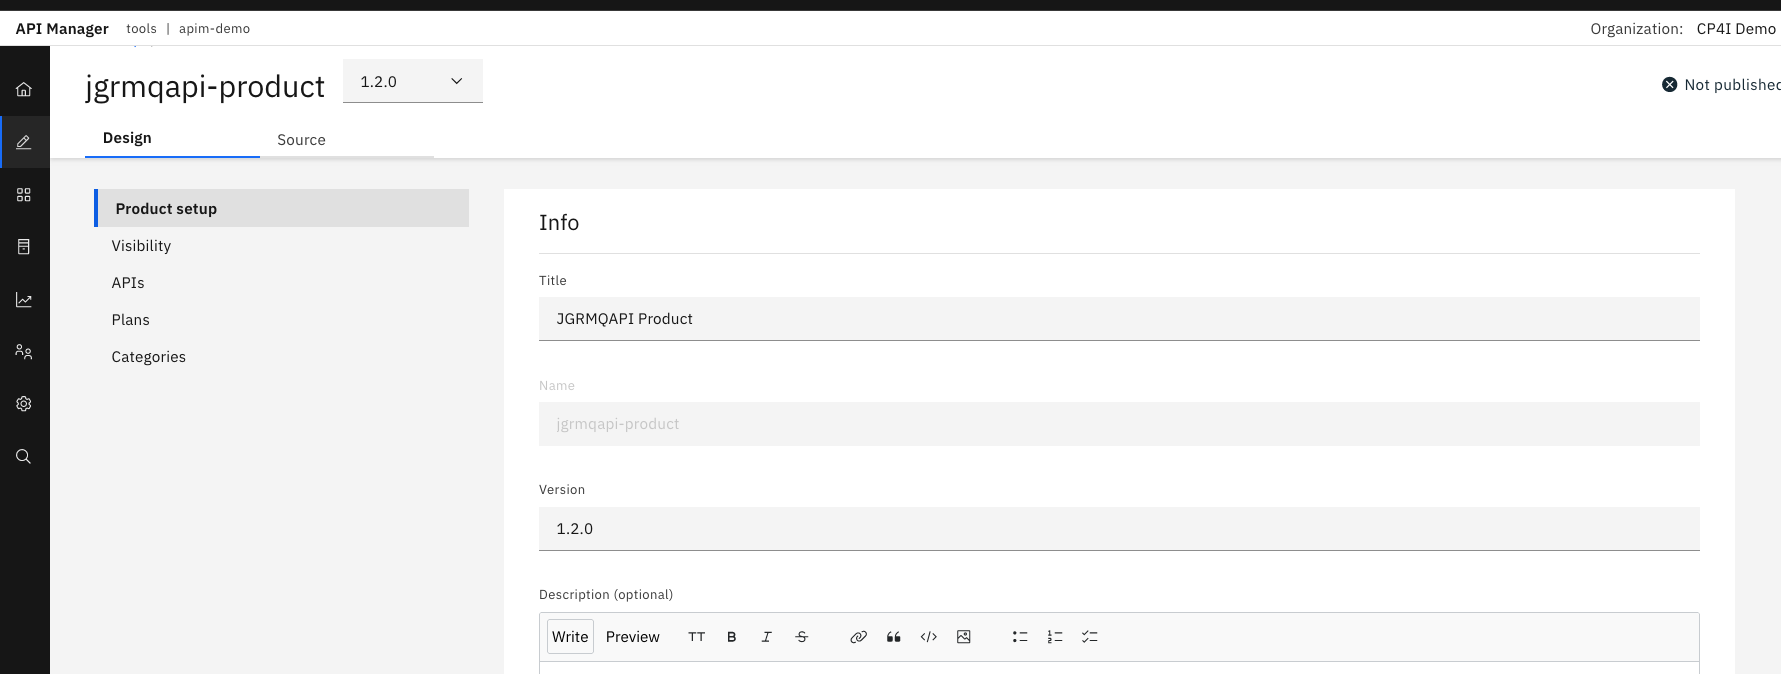 API Manager tools | apim-demo Organization: CP4I Demo
jgrmqapi-product 1.2.0 Not published
Design Source
Product setup
Visibility
APIs
Plans
Categories
Info
Title
JGRMQAPI Product
Name
jgrmqapi-product
Version
1.2.0
Description (optional)
Write Preview TT B I S